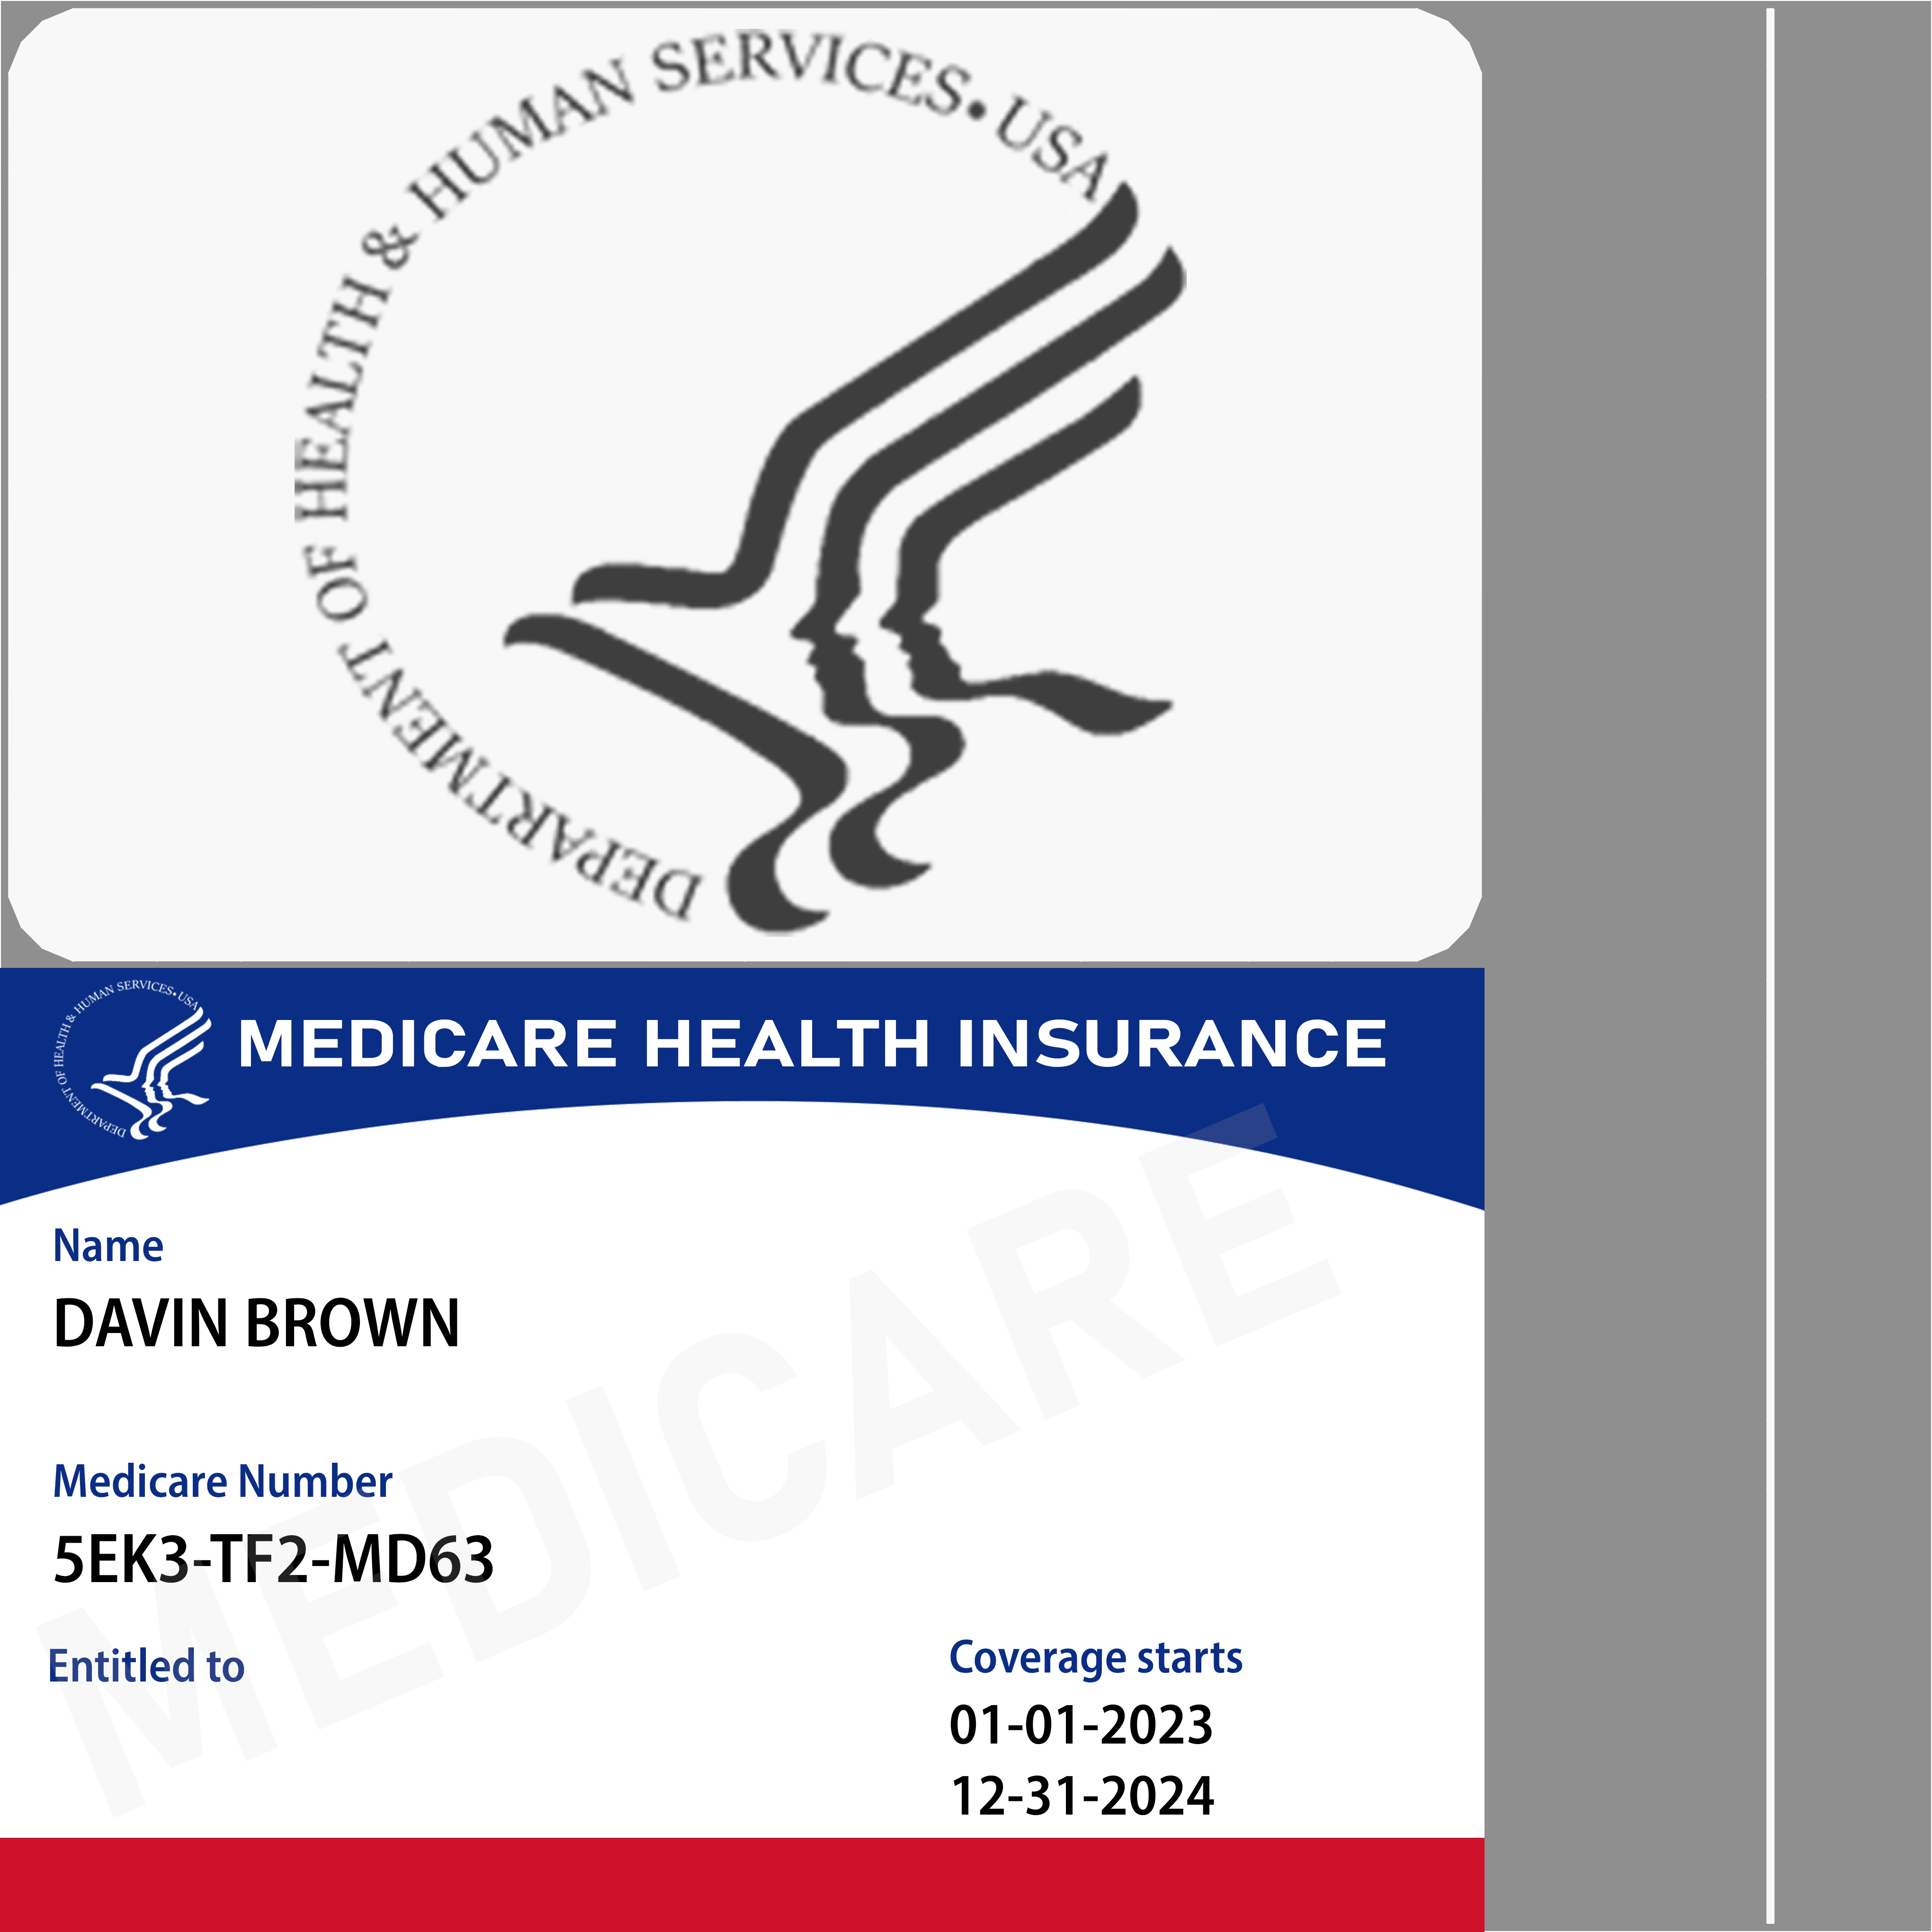 DEPARTMENT OF HEALTH & HUMAN SERVICES • USA
DEPARTMENT OF HEALTH & HUMAN SERVICES • USA
MEDICARE HEALTH INSURANCE
Name
DAVIN BROWN
Medicare Number
5EK3-TF2-MD63
Entitled to
Coverage starts
01-01-2023
12-31-2024
MEDICARE